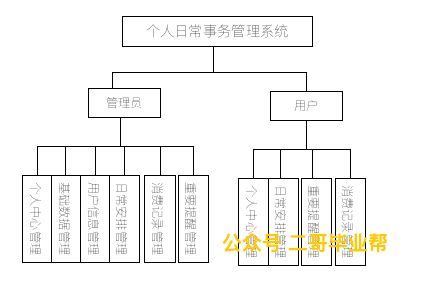 个人日常事务管理系统
管理员
用户
个人中心管理
基础数据管理
用户信息管理
日常安排管理
消费记录管理
重要提醒管理
个人中心管理
日常安排管理
重要提醒管理
消费记录管理
公众号 二哥毕业帮